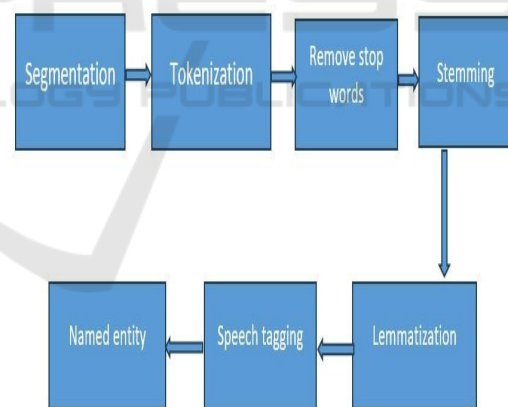 Segmentation
Tokenization
Remove stop
words
Stemming
Lemmatization
Speech tagging
Named entity